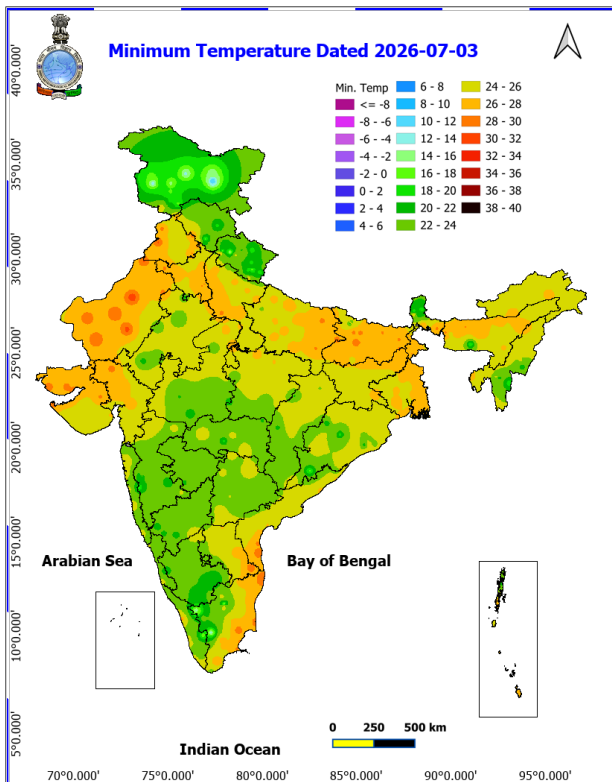 Minimum Temperature Dated 2026-07-03
Min. Temp
<= -8
-8 - -6
-6 - -4
-4 - -2
-2 - 0
0 - 2
2 - 4
4 - 6
6 - 8
8 - 10
10 - 12
12 - 14
14 - 16
16 - 18
18 - 20
20 - 22
22 - 24
24 - 26
26 - 28
28 - 30
30 - 32
32 - 34
34 - 36
36 - 38
38 - 40
40°0.000'
35°0.000'
30°0.000'
25°0.000'
20°0.000'
15°0.000'
10°0.000'
5°0.000'
Arabian Sea
Bay of Bengal
Indian Ocean
0 250 500 km
70°0.000' 75°0.000' 80°0.000' 85°0.000' 90°0.000' 95°0.000'